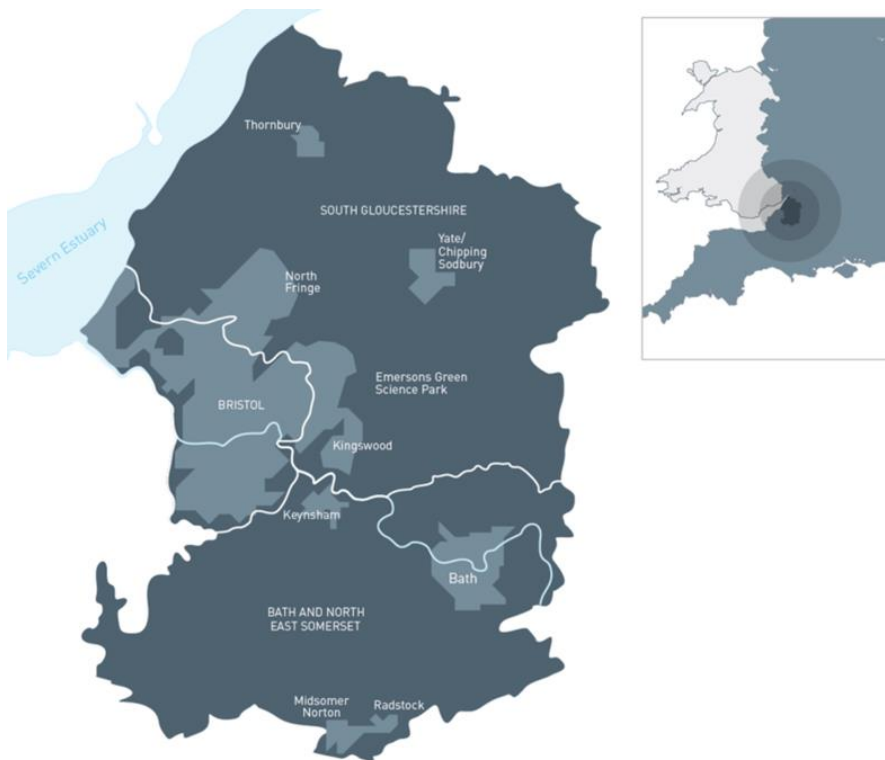 Thornbury
SOUTH GLOUCESTERSHIRE
Severn Estuary
Yate/
Chipping
Sodbury
North
Fringe
Emersons Green
Science Park
BRISTOL
Kingswood
Keynsham
Bath
BATH AND NORTH
EAST SOMERSET
Midsomer
Norton
Radstock